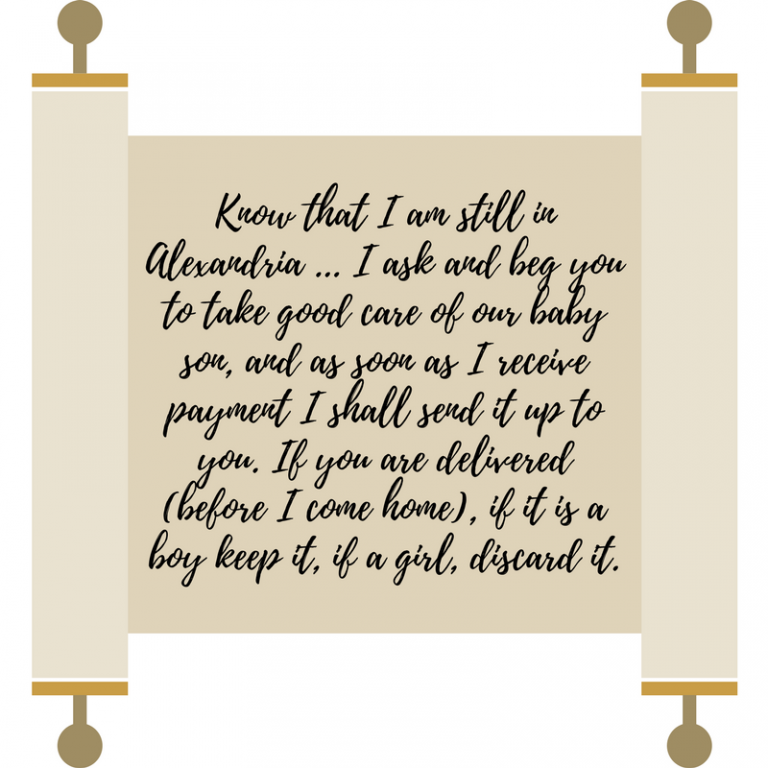 Know that I am still in
Alexandria ... I ask and beg you
to take good care of our baby
son, and as soon as I receive
payment I shall send it up to
you. If you are delivered
(before I come home), if it is a
boy keep it, if a girl, discard it.